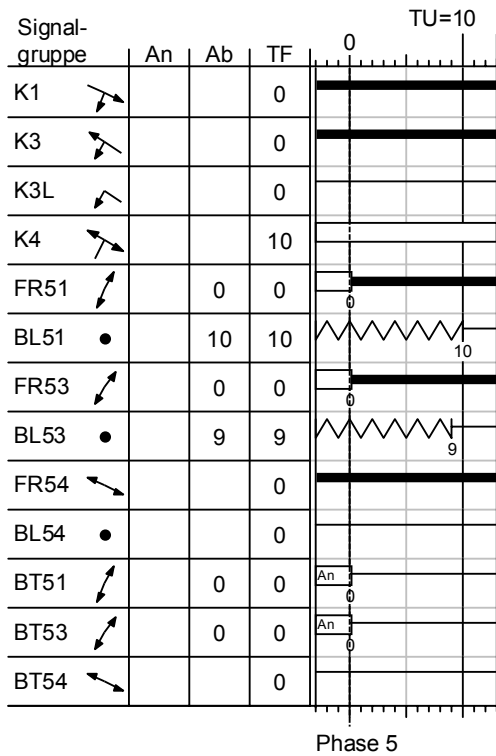 TU=10
0
Signal-
gruppe An Ab TF
K1 0
K3 0
K3L 0
K4 10
FR51 0 0 0
BL51 10 10 10
FR53 0 0 0
BL53 9 9 9
FR54 0
BL54 0
BT51 0 0 An 0
BT53 0 0 An 0
BT54 0
Phase 5